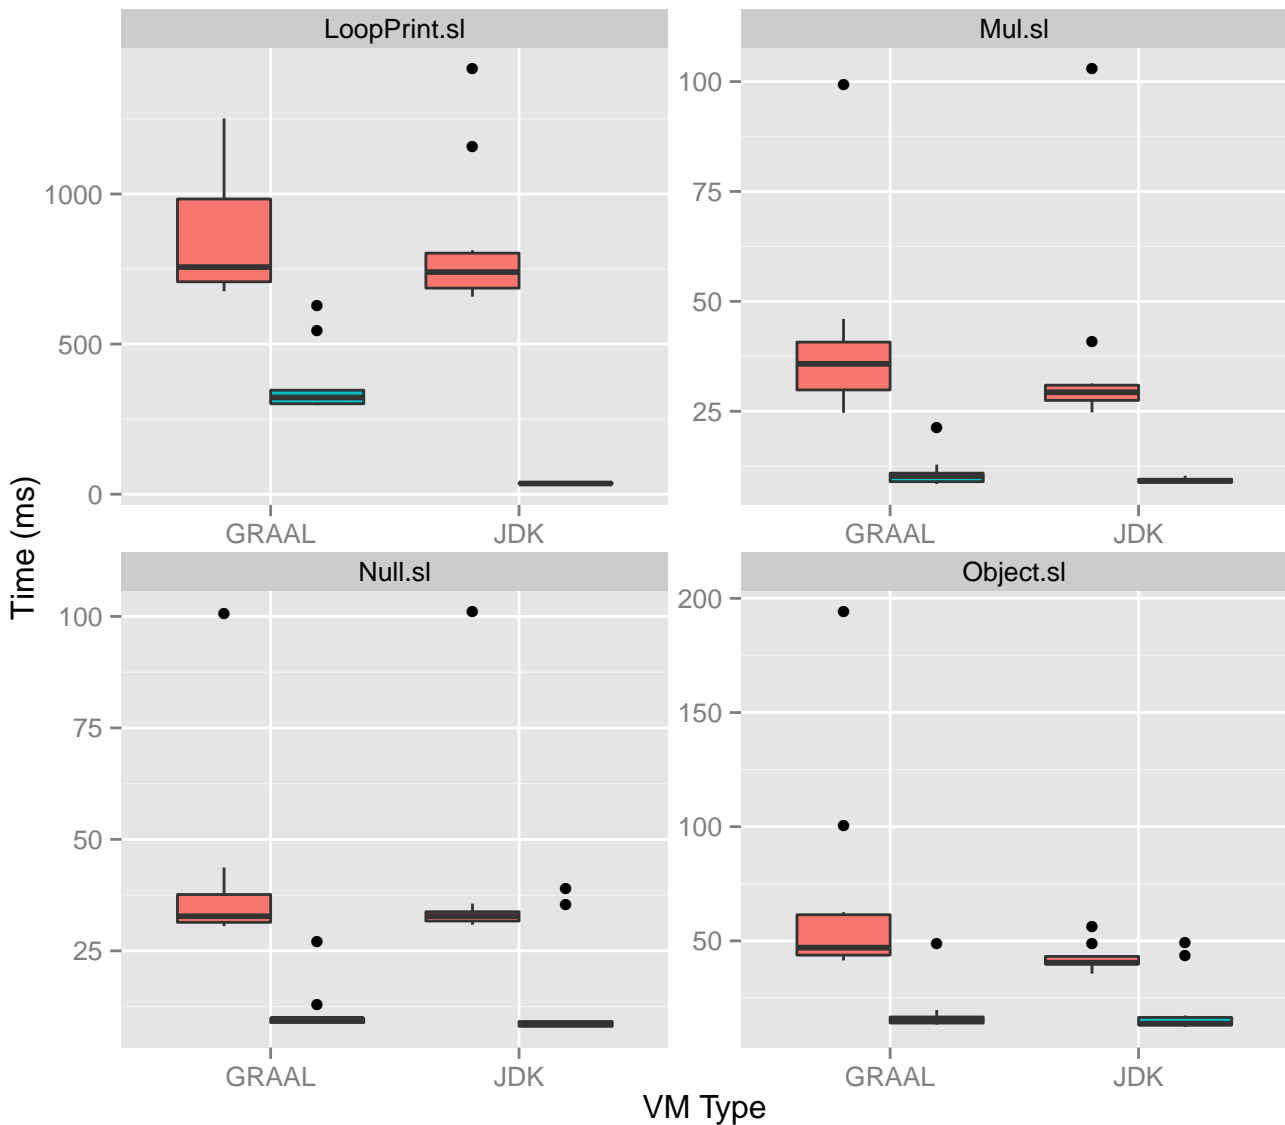 LoopPrint.sl
Mul.sl
1000
500
0
100
75
50
25
GRAAL
JDK
GRAAL
JDK
Time (ms)
Null.sl
Object.sl
100
75
50
25
200
150
100
50
GRAAL
JDK
GRAAL
JDK
VM Type